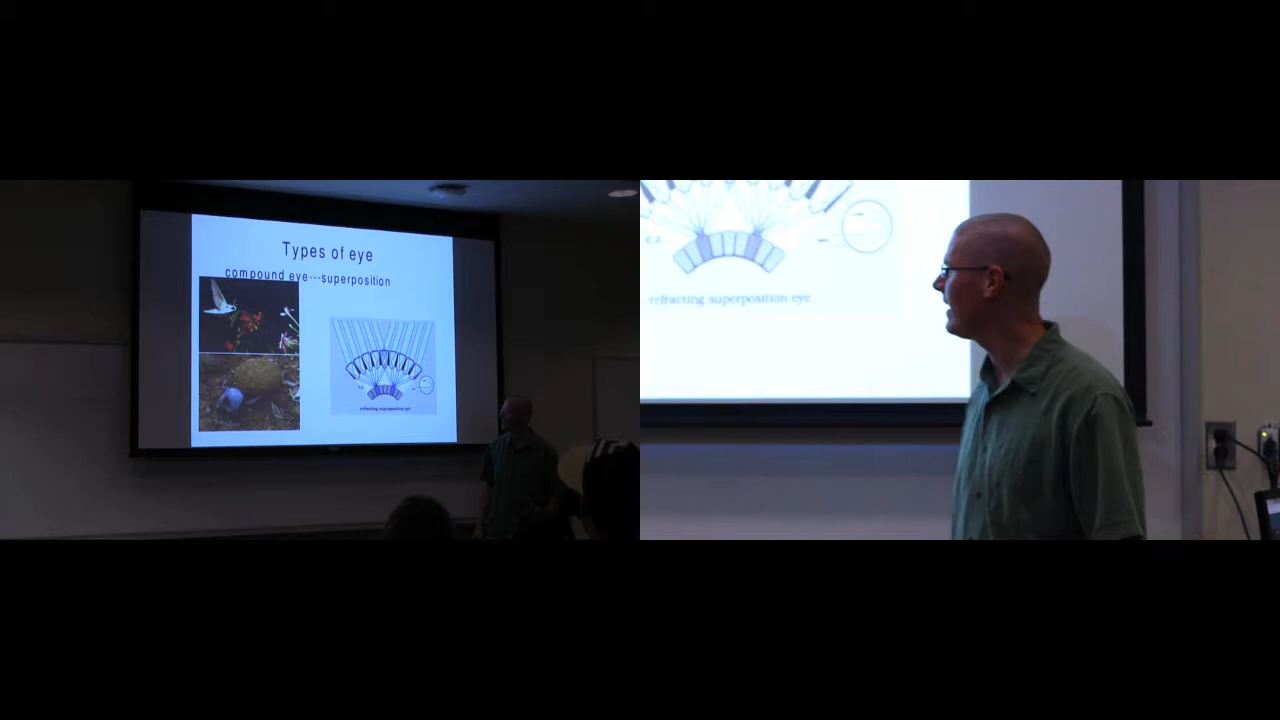 Types of eye
compound eye---superposition
c.z.
refracting superposition eye
c.z.
refracting superposition eye